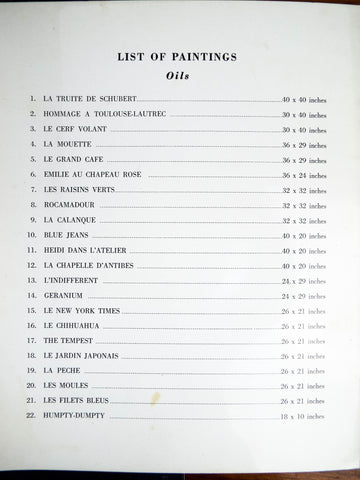 LIST OF PAINTINGS
Oils
1. LA TRUITE DE SCHUBERT 40 x 40 inches
2. HOMMAGE A TOULOUSE-LAUTREC 30 x 40 inches
3. LE CERF VOLANT 30 x 40 inches
4. LA MOUETTE 36 x 29 inches
5. LE GRAND CAFE 36 x 29 inches
6. EMILIE AU CHAPEAU ROSE 36 x 24 inches
7. LES RAISINS VERTS 32 x 32 inches
8. ROCAMADOUR 32 x 32 inches
9. LA CALANQUE 32 x 32 inches
10. BLUE JEANS 40 x 20 inches
11. HEIDI DANS L'ATELIER 40 x 20 inches
12. LA CHAPELLE D'ANTIBES 40 x 20 inches
13. L'INDIFFERENT 24 x 29 inches
14. GERANIUM 24 x 29 inches
15. LE NEW YORK TIMES 26 x 21 inches
16. LE CHIHUAHUA 26 x 21 inches
17. THE TEMPEST 26 x 21 inches
18. LE JARDIN JAPONAIS 26 x 21 inches
19. LA PECHE 26 x 21 inches
20. LES MOULES 26 x 21 inches
21. LES FILETS BLEUS 26 x 21 inches
22. HUMPTY-DUMPTY 18 x 10 inches